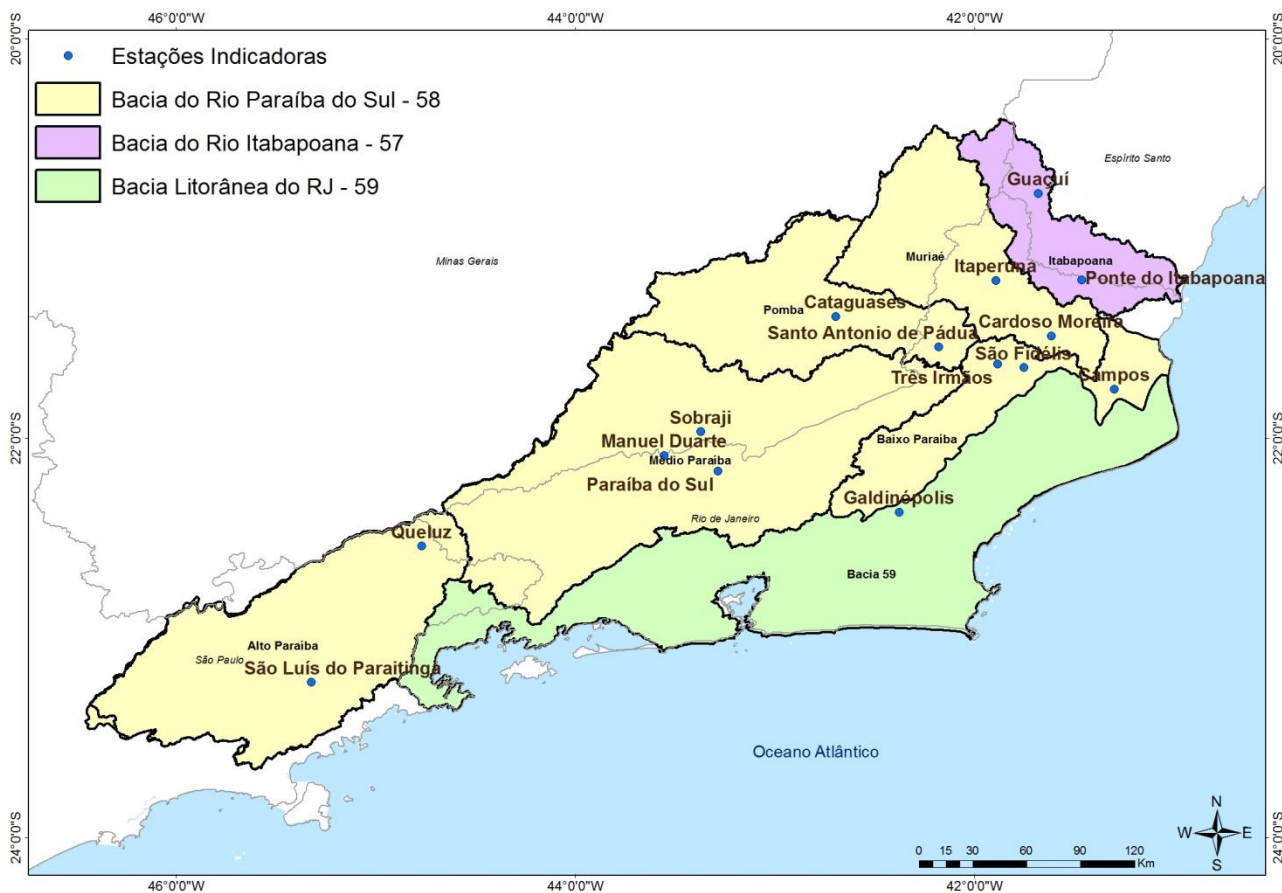 46°0'0"W 44°0'0"W 42°0'0"W
20°0'0"S 20°0'0"S
Estações Indicadoras
Bacia do Rio Paraíba do Sul - 58
Bacia do Rio Itabapoana - 57
Bacia Litorânea do RJ - 59
Espírito Santo
Guaçuí
Minas Gerais
Muriaé
Itabapoana
Itaperuna
Ponte do Itabapoana
Pomba
Cataguases
Cardoso Moreira
Santo Antonio de Pádua
São Fidélis
Três Irmãos
Campos
Sobraji
22°0'0"S 22°0'0"S
Manuel Duarte
Baixo Paraiba
Médio Paraiba
Paraíba do Sul
Galdinópolis
Rio de Janeiro
Queluz
Bacia 59
Alto Paraiba
São Paulo
São Luís do Paraitinga
Oceano Atlântico
N
W E
S
24°0'0"S 24°0'0"S
0 15 30 60 90 120
Km
46°0'0"W 44°0'0"W 42°0'0"W